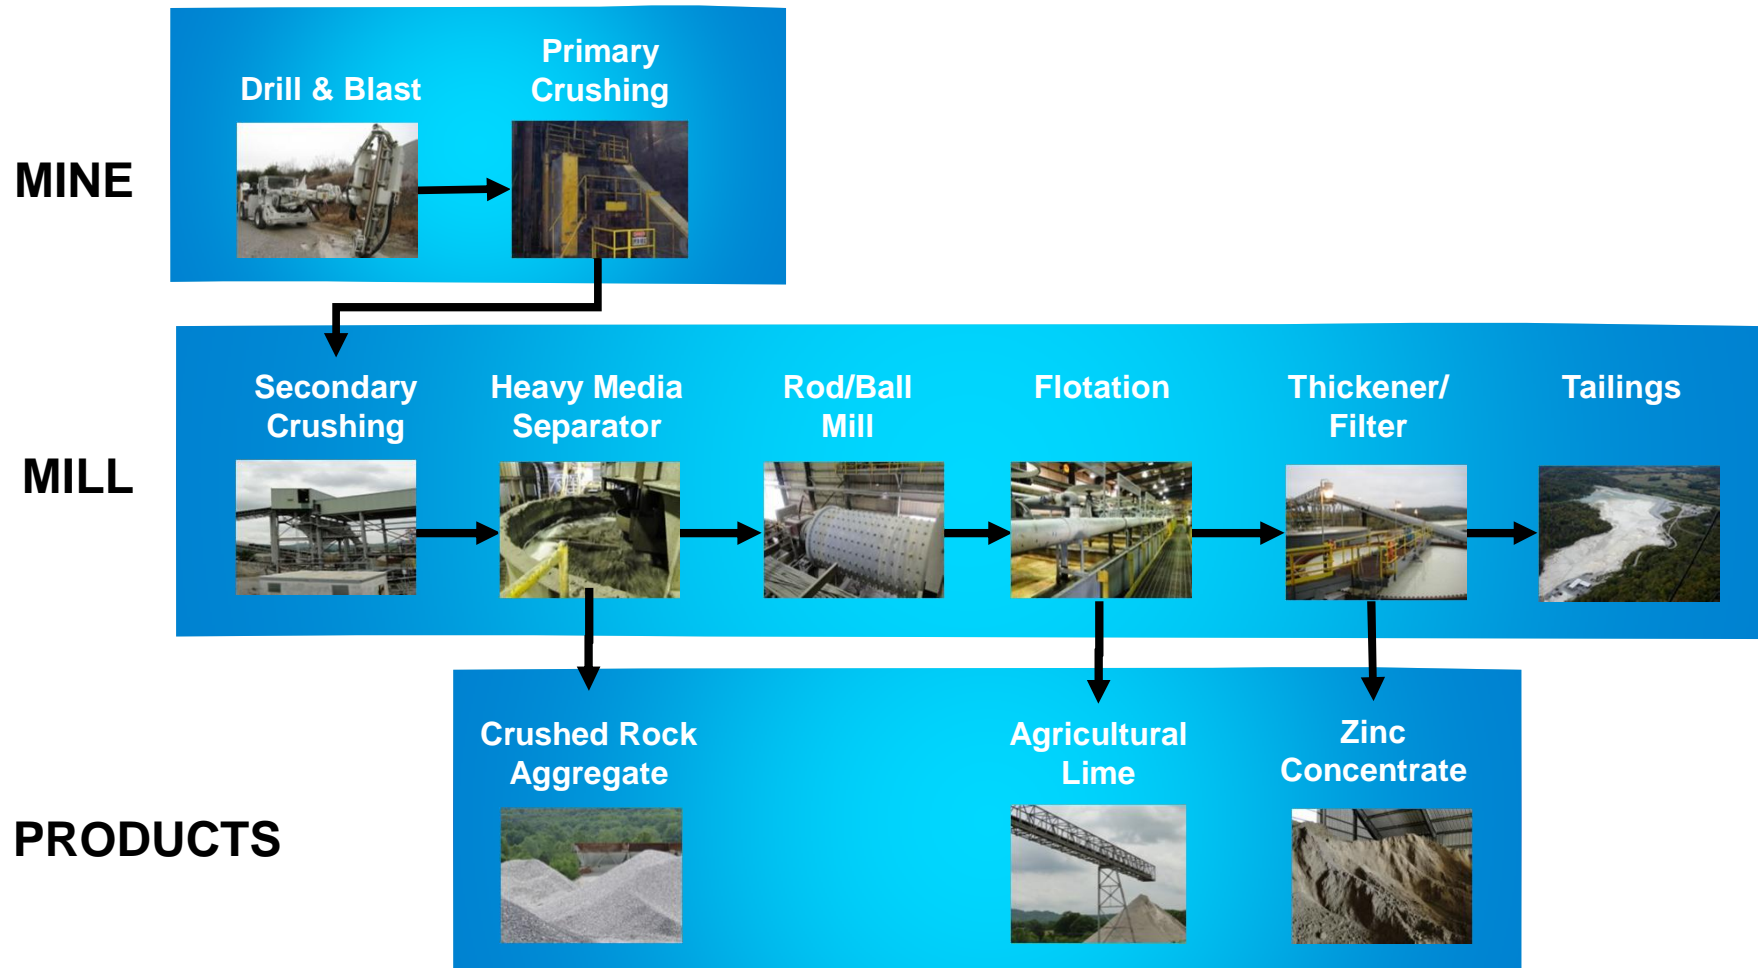 MINE
Drill & Blast
Primary
Crushing
MILL
Secondary
Crushing
Heavy Media
Separator
Rod/Ball
Mill
Flotation
Thickener/
Filter
Tailings
PRODUCTS
Crushed Rock
Aggregate
Agricultural
Lime
Zinc
Concentrate